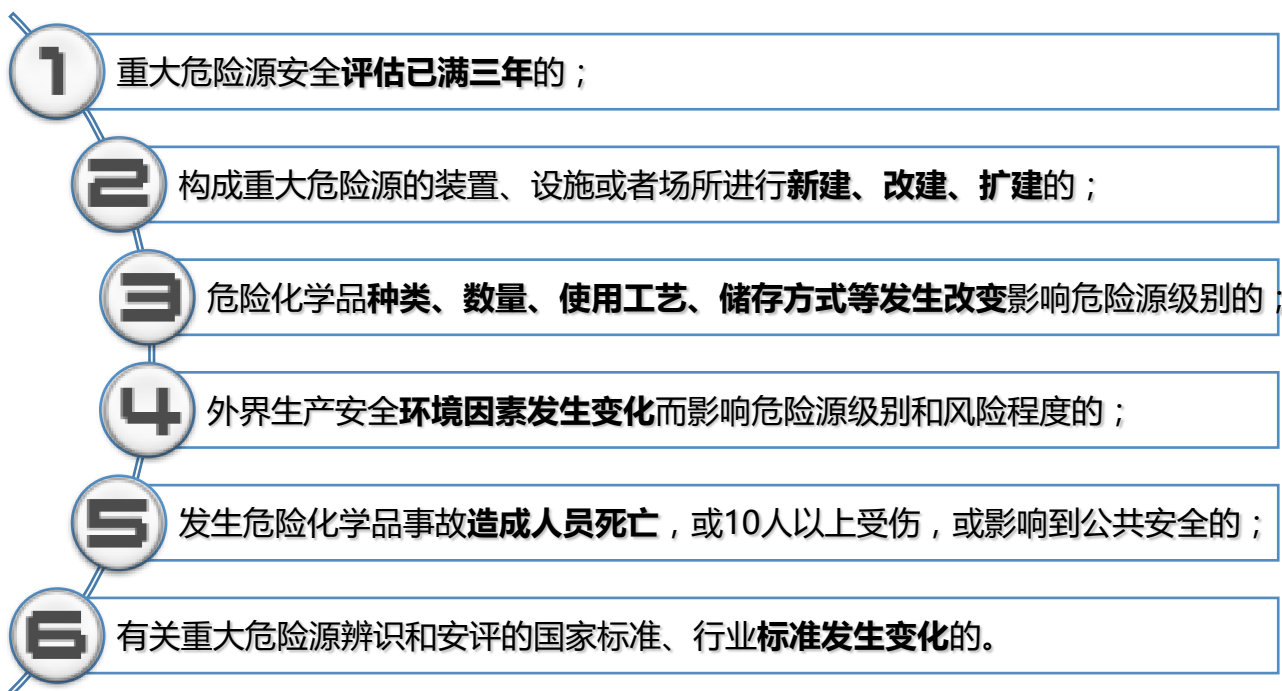 1 重大危险源安全评估已满三年的；
2 构成重大危险源的装置、设施或者场所进行新建、改建、扩建的；
3 危险化学品种类、数量、使用工艺、储存方式等发生改变影响危险源级别的；
4 外界生产安全环境因素发生变化而影响危险源级别和风险程度的；
5 发生危险化学品事故造成人员死亡，或10人以上受伤，或影响到公共安全的；
6 有关重大危险源辨识和安评的国家标准、行业标准发生变化的。